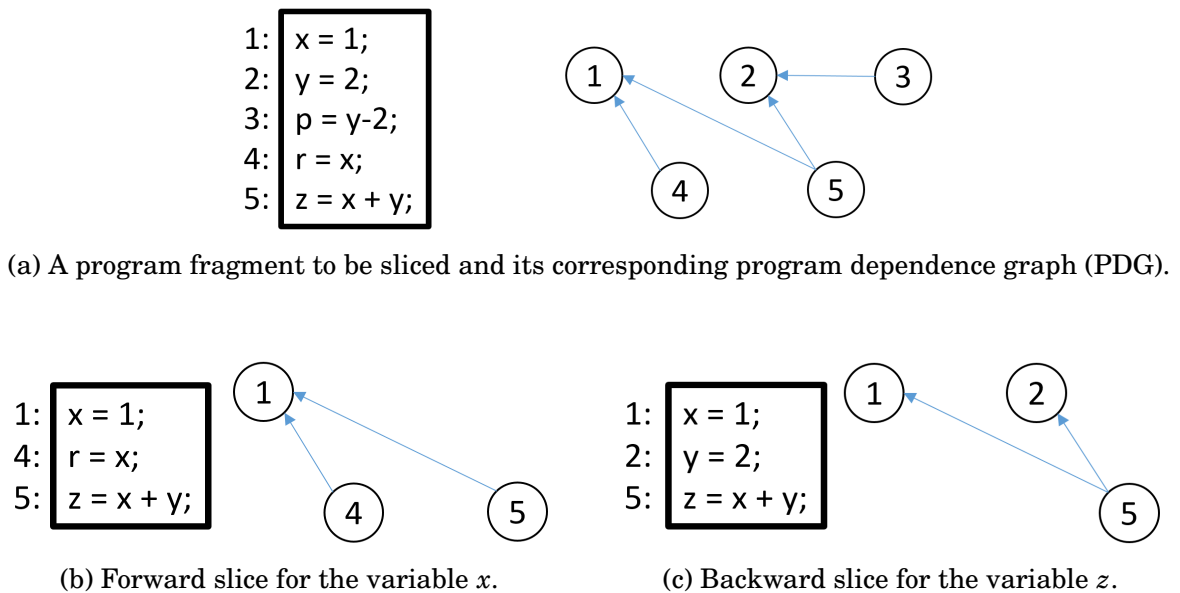 1: x = 1;
2: y = 2;
3: p = y-2;
4: r = x;
5: z = x + y;
1 2 3
4 5
(a) A program fragment to be sliced and its corresponding program dependence graph (PDG).
1: x = 1;
4: r = x;
5: z = x + y;
1
4 5
(b) Forward slice for the variable x.
1: x = 1;
2: y = 2;
5: z = x + y;
1 2
5
(c) Backward slice for the variable z.